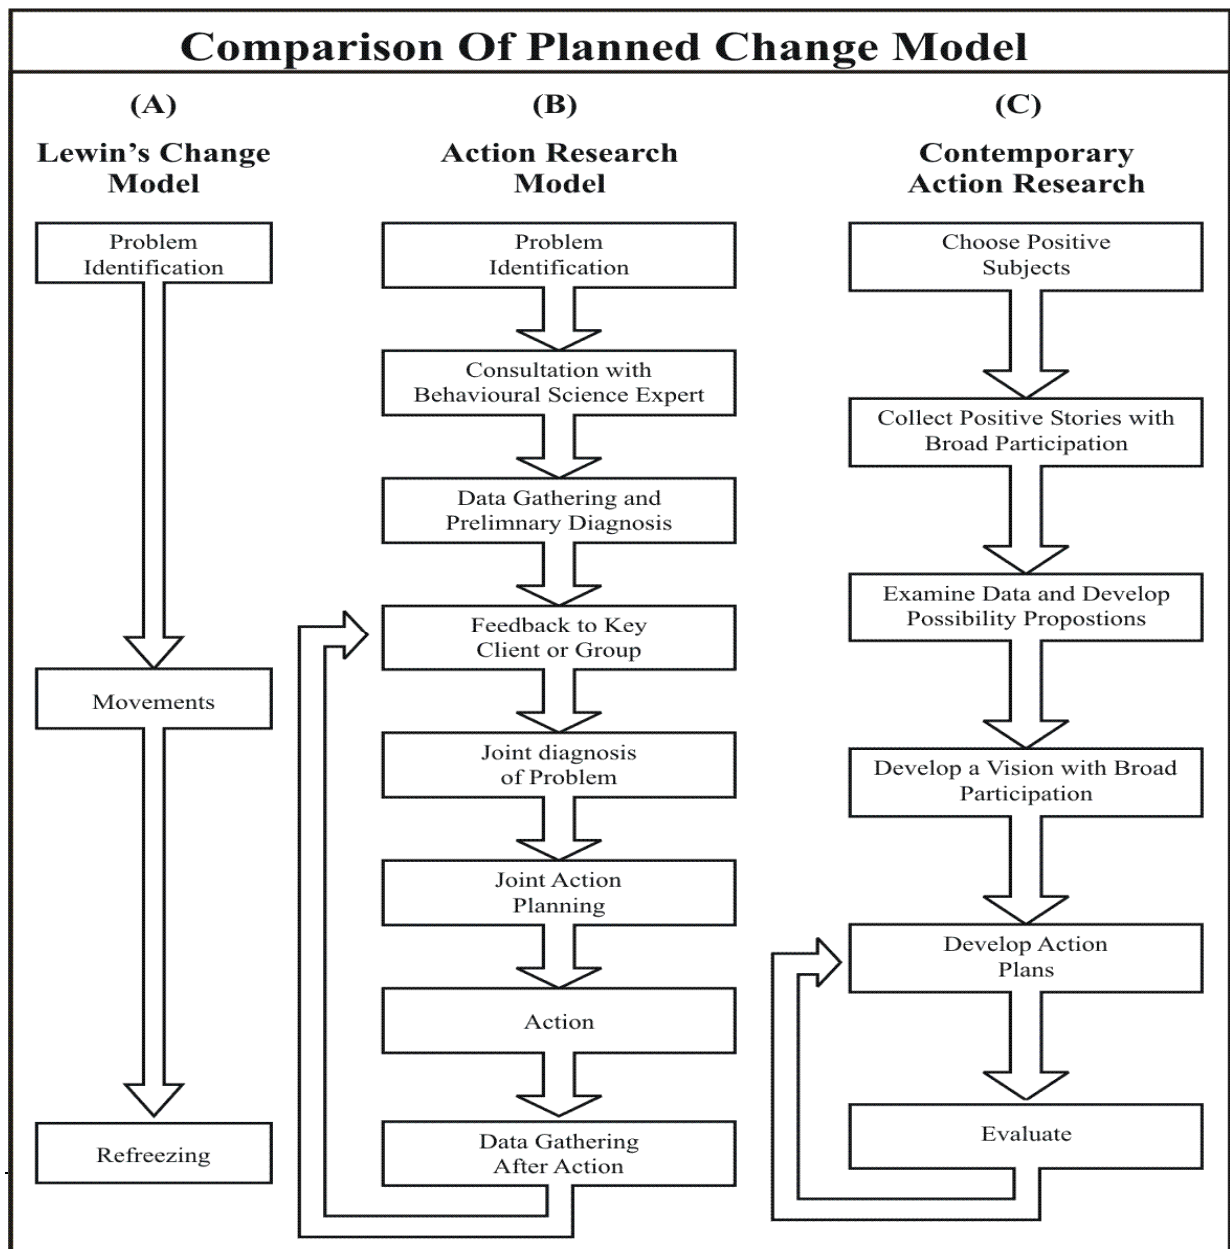 Comparison Of Planned Change Model
(A)
Lewin's Change
Model
Problem
Identification
Movements
Refreezing
(B)
Action Research
Model
Problem
Identification
Consultation with
Behavioural Science Expert
Data Gathering and
Prelimnary Diagnosis
Feedback to Key
Client or Group
Joint diagnosis
of Problem
Joint Action
Planning
Action
Data Gathering
After Action
(C)
Contemporary
Action Research
Choose Positive
Subjects
Collect Positive Stories with
Broad Participation
Examine Data and Develop
Possibility Propostions
Develop a Vision with Broad
Participation
Develop Action
Plans
Evaluate